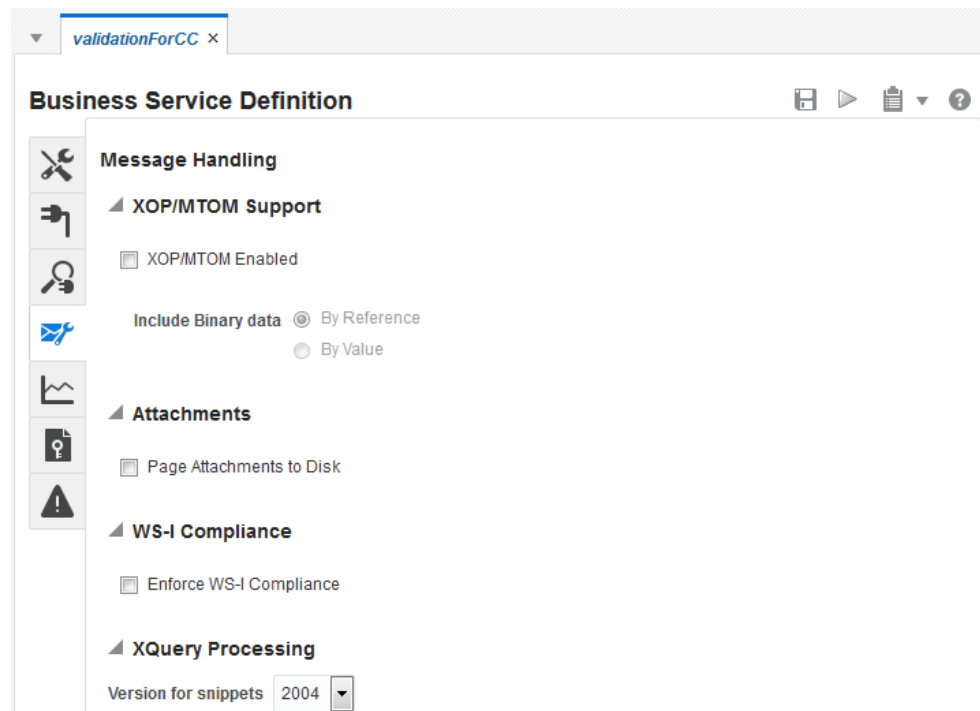 validationForCC ×
Business Service Definition
Message Handling
XOP/MTOM Support
XOP/MTOM Enabled
Include Binary data By Reference
By Value
Attachments
Page Attachments to Disk
WS-I Compliance
Enforce WS-I Compliance
XQuery Processing
Version for snippets 2004